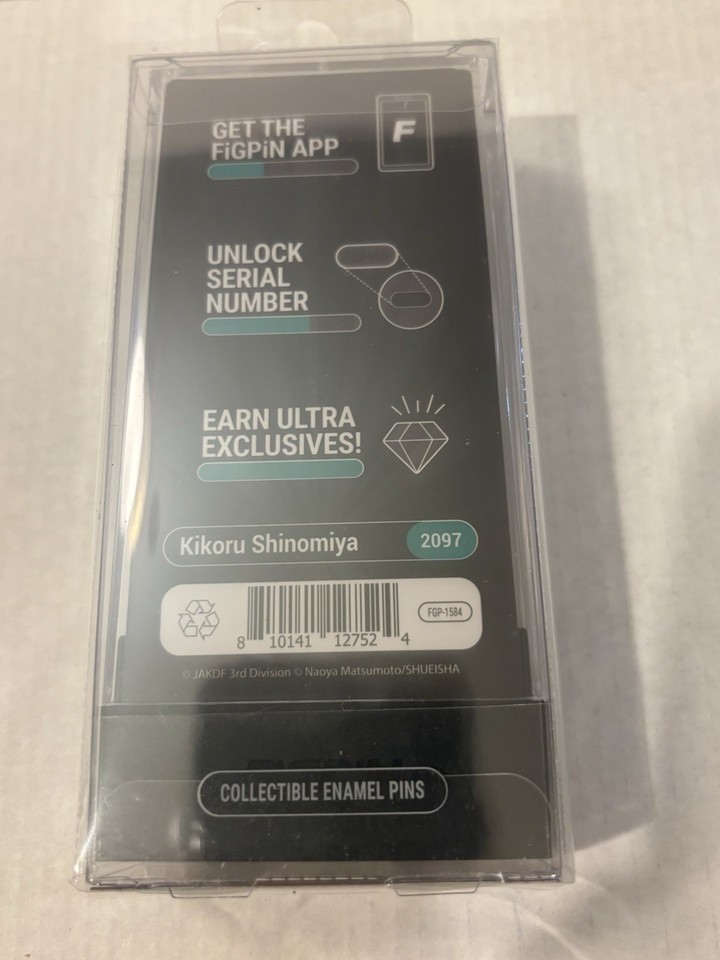 GET THE
FiGPiN APP
F
UNLOCK
SERIAL
NUMBER
EARN ULTRA
EXCLUSIVES!
Kikoru Shinomiya 2097
8 10141 12752 4
FGP-1584
© JAKDF 3rd Division © Naoya Matsumoto/SHUEISHA
COLLECTIBLE ENAMEL PINS